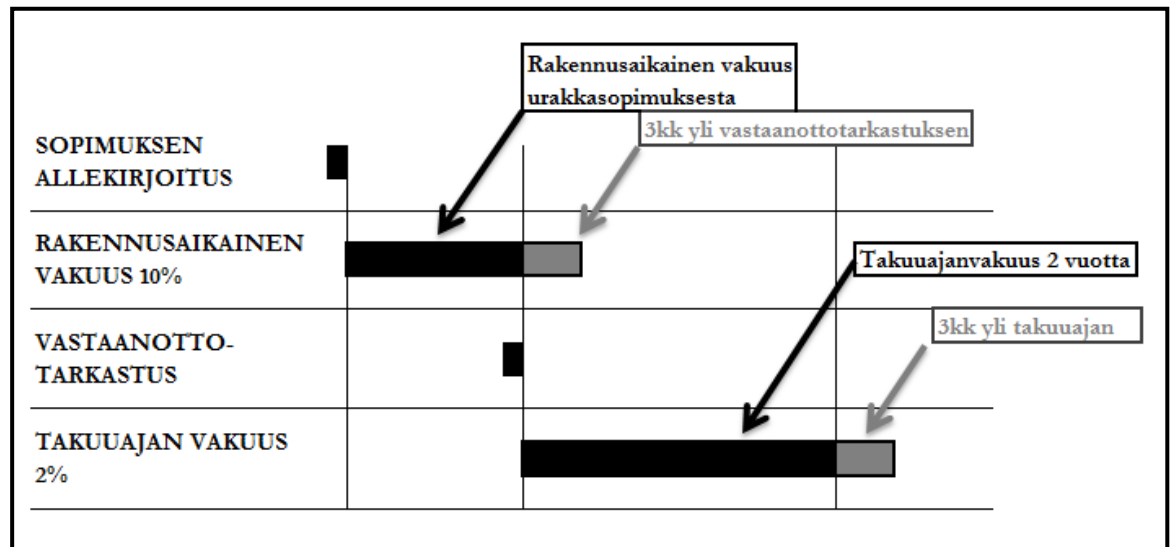 Rakennusaikainen vakuus
urakkasopimuksesta
3kk yli vastaanottotarkastuksen
SOPIMUKSEN
ALLEKIRJOITUS
RAKENNUSAIKAINEN
VAKUUS 10%
Takuuajanvakuus 2 vuotta
3kk yli takuuajan
VASTAANOTTO-
TARKASTUS
TAKUUAJAN VAKUUS
2%